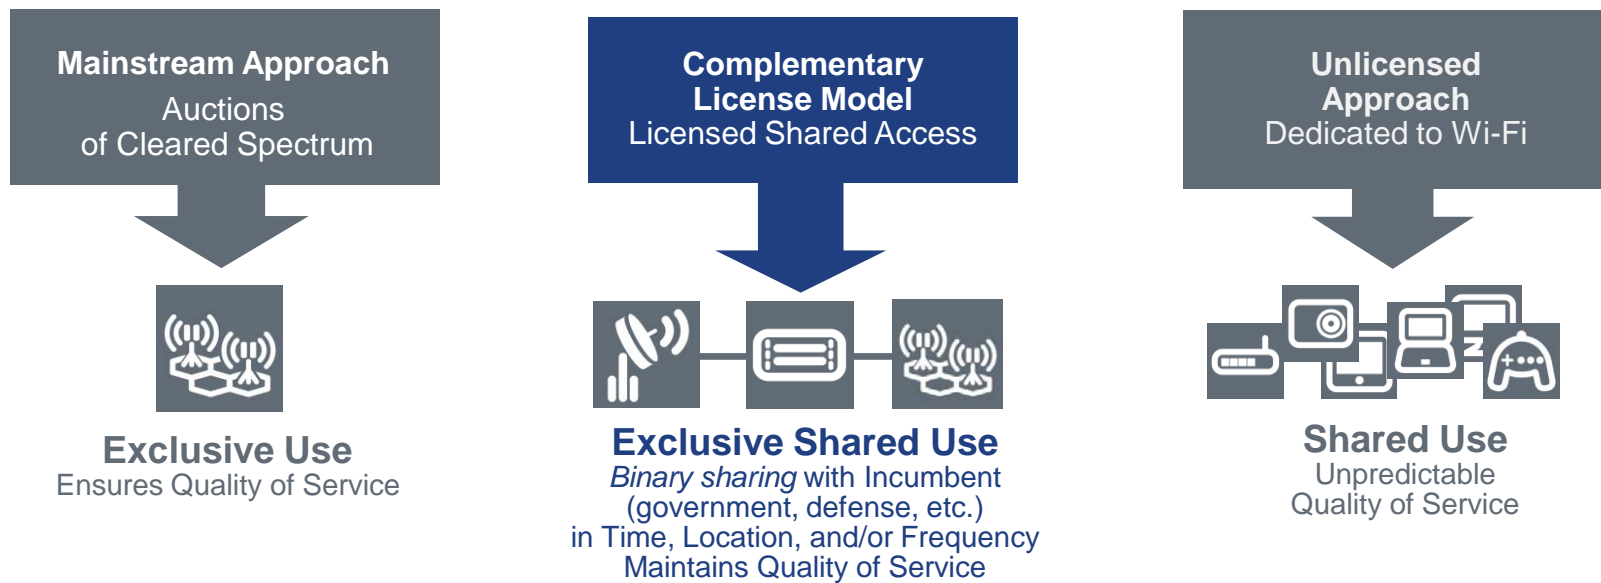 Mainstream Approach
Auctions
of Cleared Spectrum
Exclusive Use
Ensures Quality of Service
Complementary
License Model
Licensed Shared Access
Exclusive Shared Use
Binary sharing with Incumbent
(government, defense, etc.)
in Time, Location, and/or Frequency
Maintains Quality of Service
Unlicensed
Approach
Dedicated to Wi-Fi
Shared Use
Unpredictable
Quality of Service